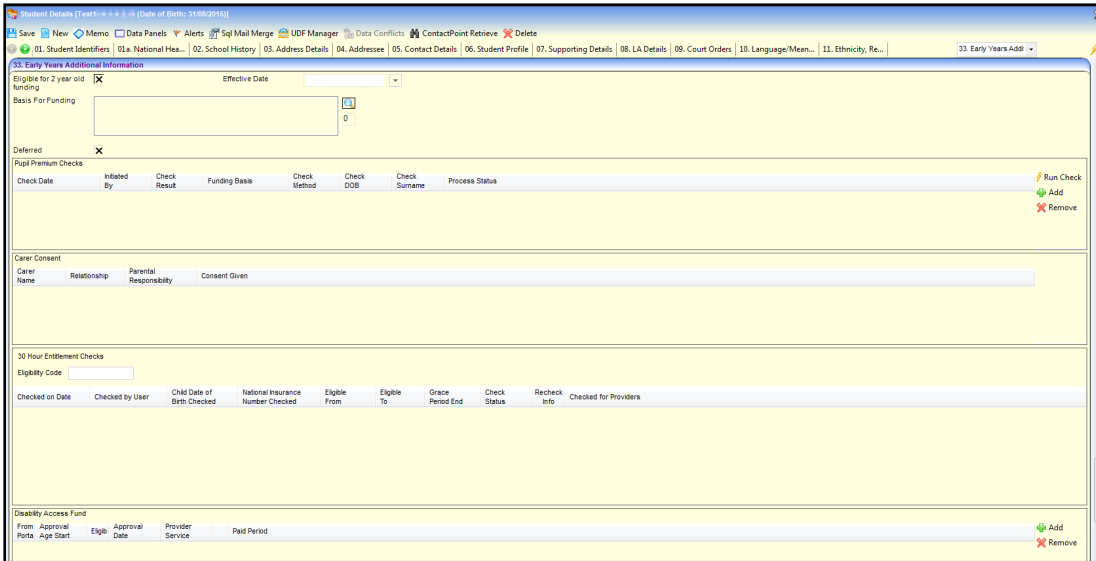 Student Details [Test1 (Date of Birth: 31/08/2015)]
Save New Memo Data Panels Alerts Sql Mail Merge UDF Manager Data Conflicts ContactPoint Retrieve Delete
01. Student Identifiers 01a. National Hea... 02. School History 03. Address Details 04. Addressee 05. Contact Details 06. Student Profile 07. Supporting Details 08. LA Details 09. Court Orders 10. Language/Mean... 11. Ethnicity, Re... 33. Early Years Addi
33. Early Years Additional Information
Eligible for 2 year old funding Effective Date
Basis For Funding
0
Deferred
Pupil Premium Checks
Check Date Initiated By Check Result Funding Basis Check Method Check DOB Check Surname Process Status
Run Check
Add
Remove
Carer Consent
Carer Name Relationship Parental Responsibility Consent Given
30 Hour Entitlement Checks
Eligibility Code
Checked on Date Checked by User Child Date of Birth Checked National Insurance Number Checked Eligible From Eligible To Grace Period End Check Status Recheck Info Checked for Providers
Disability Access Fund
From Porta Approval Age Start Eligib Approval Date Provider Service Paid Period
Add
Remove